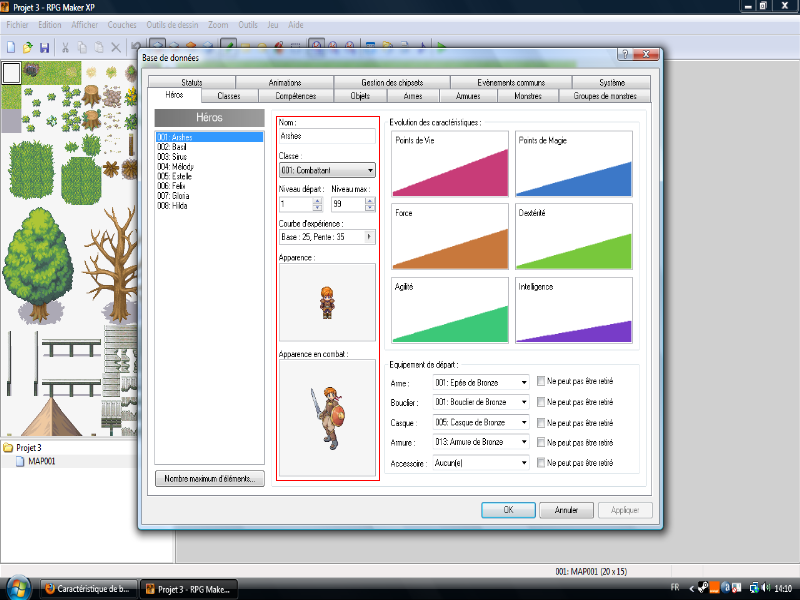 Projet 3 - RPG Maker XP
Fichier Edition Afficher Couches Outils de dessin Zoom Outils Jeu Aide
Base de données
Statuts Animations Gestion des chipsets Evènements communs Système
Héros Classes Compétences Objets Armes Armures Monstres Groupes de monstres
Héros
001: Arshes
002: Basil
003: Sirus
004: Mélody
005: Estelle
006: Felix
007: Gloria
008: Hilda
Nombre maximum d'éléments...
Nom :
Arshes
Classe :
001: Combattant
Niveau départ : Niveau max :
1 99
Courbe d'expérience :
Base : 25, Pente : 35
Apparence :
Apparence en combat :
Evolution des caractéristiques :
Points de Vie Points de Magie
Force Dextérité
Agilité Intelligence
Equipement de départ :
Arme : 001: Epée de Bronze Ne peut pas être retiré
Bouclier : 001: Bouclier de Bronze Ne peut pas être retiré
Casque : 005: Casque de Bronze Ne peut pas être retiré
Armure : 013: Armure de Bronze Ne peut pas être retiré
Accessoire : Aucun(e) Ne peut pas être retiré
OK Annuler Appliquer
Projet 3
MAP001
001: MAP001 (20 x 15)
Caractéristique de b... Projet 3 - RPG Make... FR 14:10